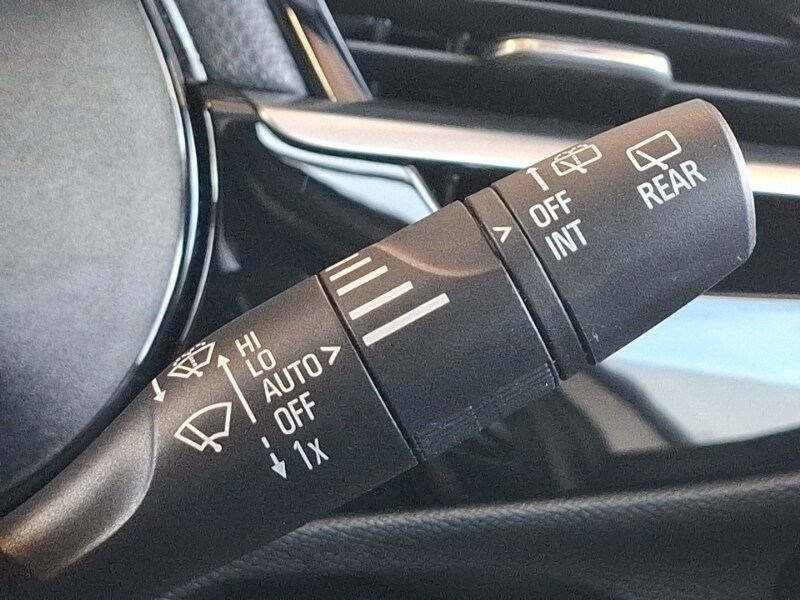 HI
LO
AUTO >
OFF
1x
>
OFF
INT
REAR